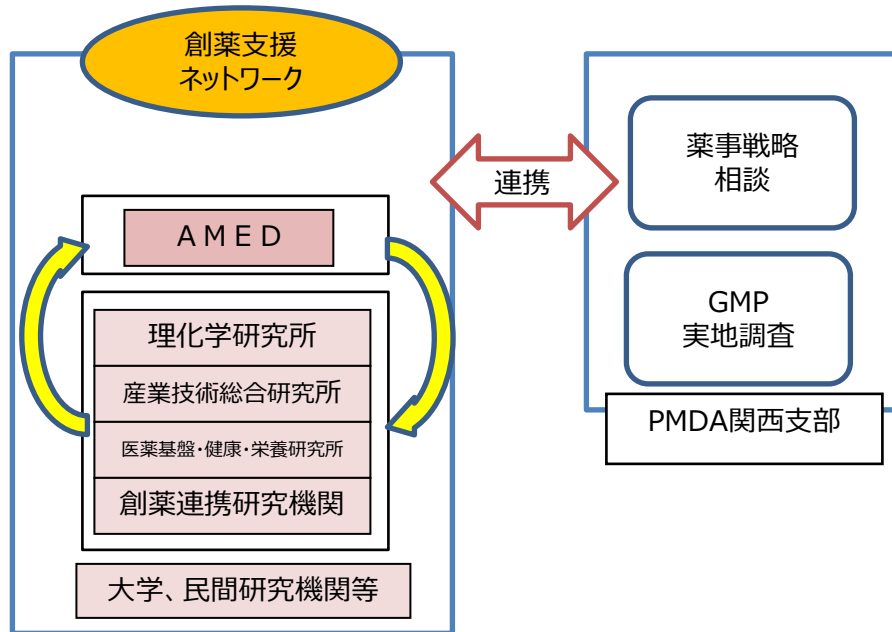 創薬支援
ネットワーク
連携
AMED
理化学研究所
産業技術総合研究所
医薬基盤・健康・栄養研究所
創薬連携研究機関
大学、民間研究機関等
薬事戦略
相談
GMP
実地調査
PMDA関西支部